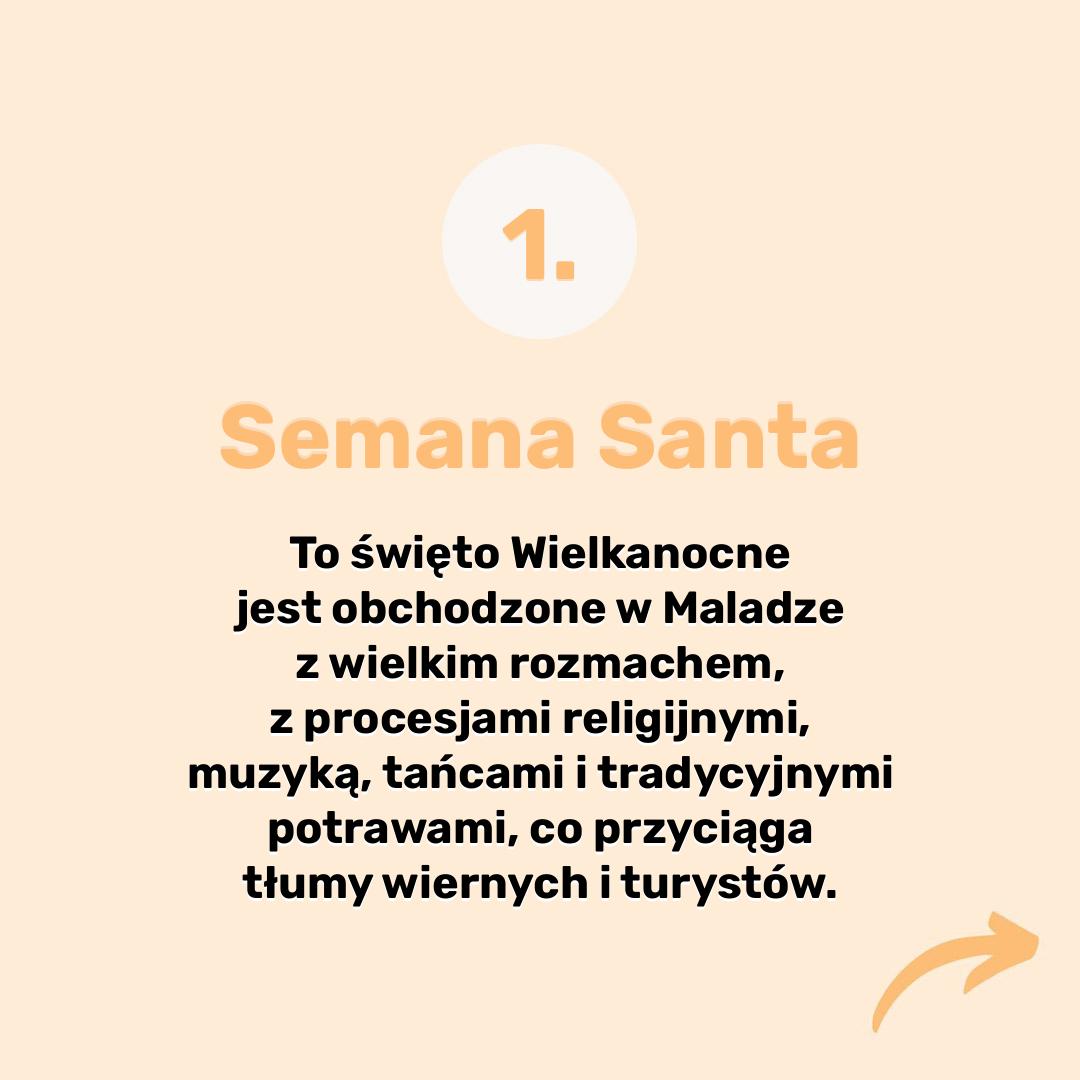 1.
Semana Santa
To święto Wielkanocne
jest obchodzone w Maladze
z wielkim rozmachem,
z procesjami religijnymi,
muzyką, tańcami i tradycyjnymi
potrawami, co przyciąga
tłumy wiernych i turystów.